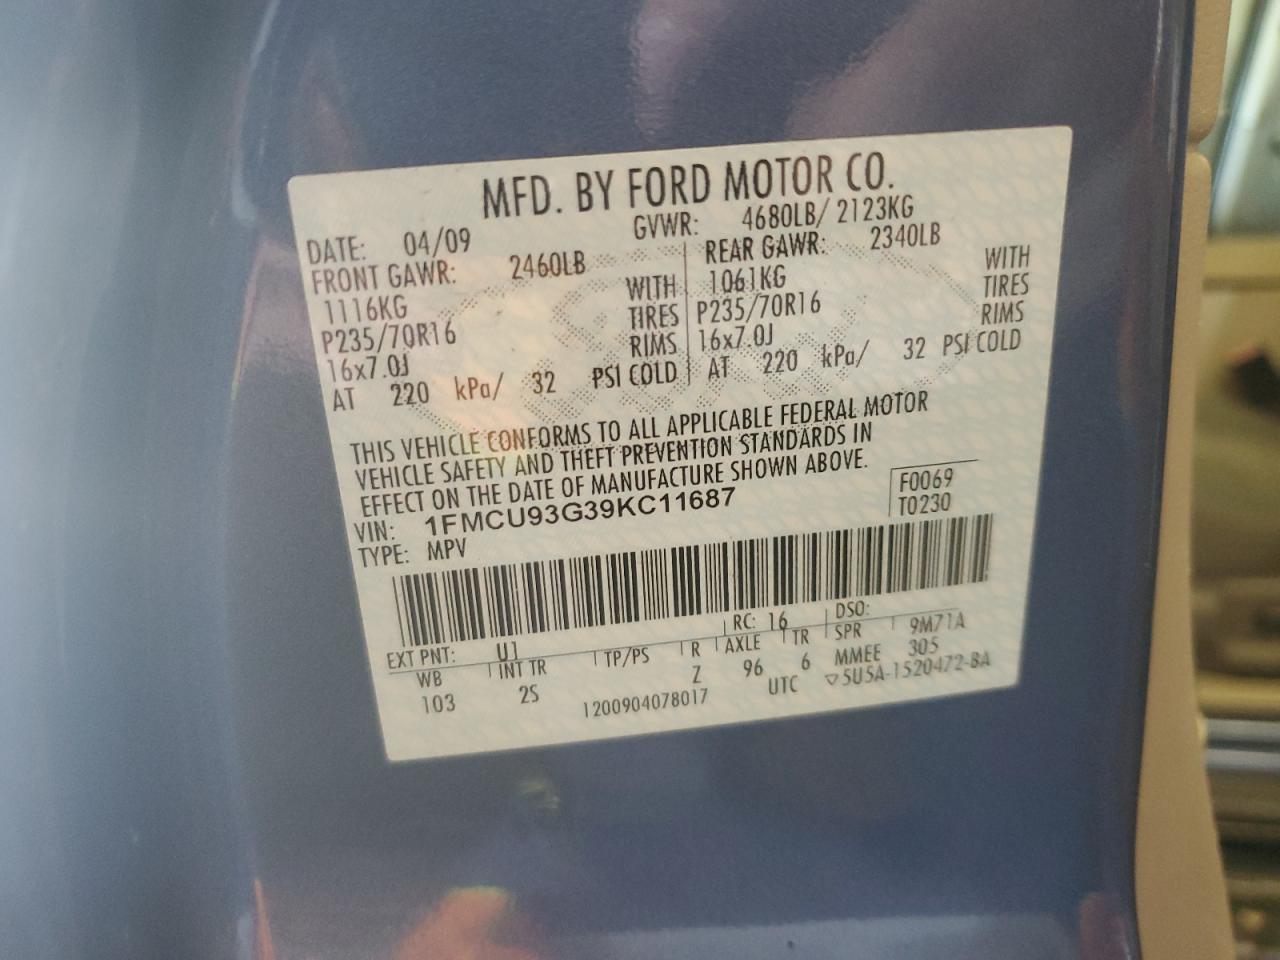 MFD. BY FORD MOTOR CO.
DATE: 04/09 GVWR: 4680LB/ 2123KG
FRONT GAWR: 2460LB REAR GAWR: 2340LB
1116KG WITH 1061KG WITH
P235/70R16 TIRES P235/70R16 TIRES
16x7.0J RIMS 16x7.0J RIMS
AT 220 kPa/ 32 PSI COLD AT 220 kPa/ 32 PSI COLD
THIS VEHICLE CONFORMS TO ALL APPLICABLE FEDERAL MOTOR
VEHICLE SAFETY AND THEFT PREVENTION STANDARDS IN
EFFECT ON THE DATE OF MANUFACTURE SHOWN ABOVE.
VIN: 1FMCU93G39KC11687 F0069
TYPE: MPV T0230
EXT PNT: U1 RC: 16 DSO:
WB INT TR TP/PS R AXLE TR SPR 9M71A
103 2S Z 96 6 MMEE 305
1200904078017 UTC ▽5U5A-1520472-BA